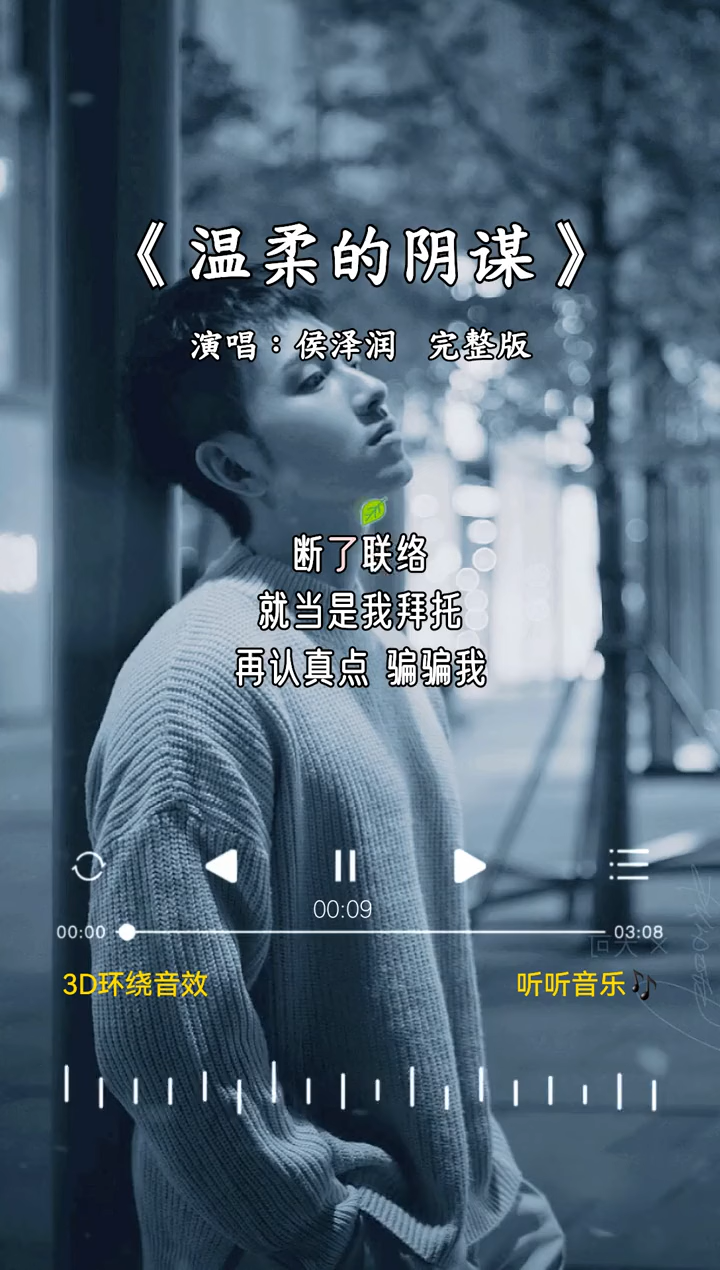 《温柔的阴谋》
演唱：侯泽润 完整版
断了联络
就当是我拜托
再认真点 骗骗我
00:09
00:00 03:08
3D环绕音效 听听音乐🎶